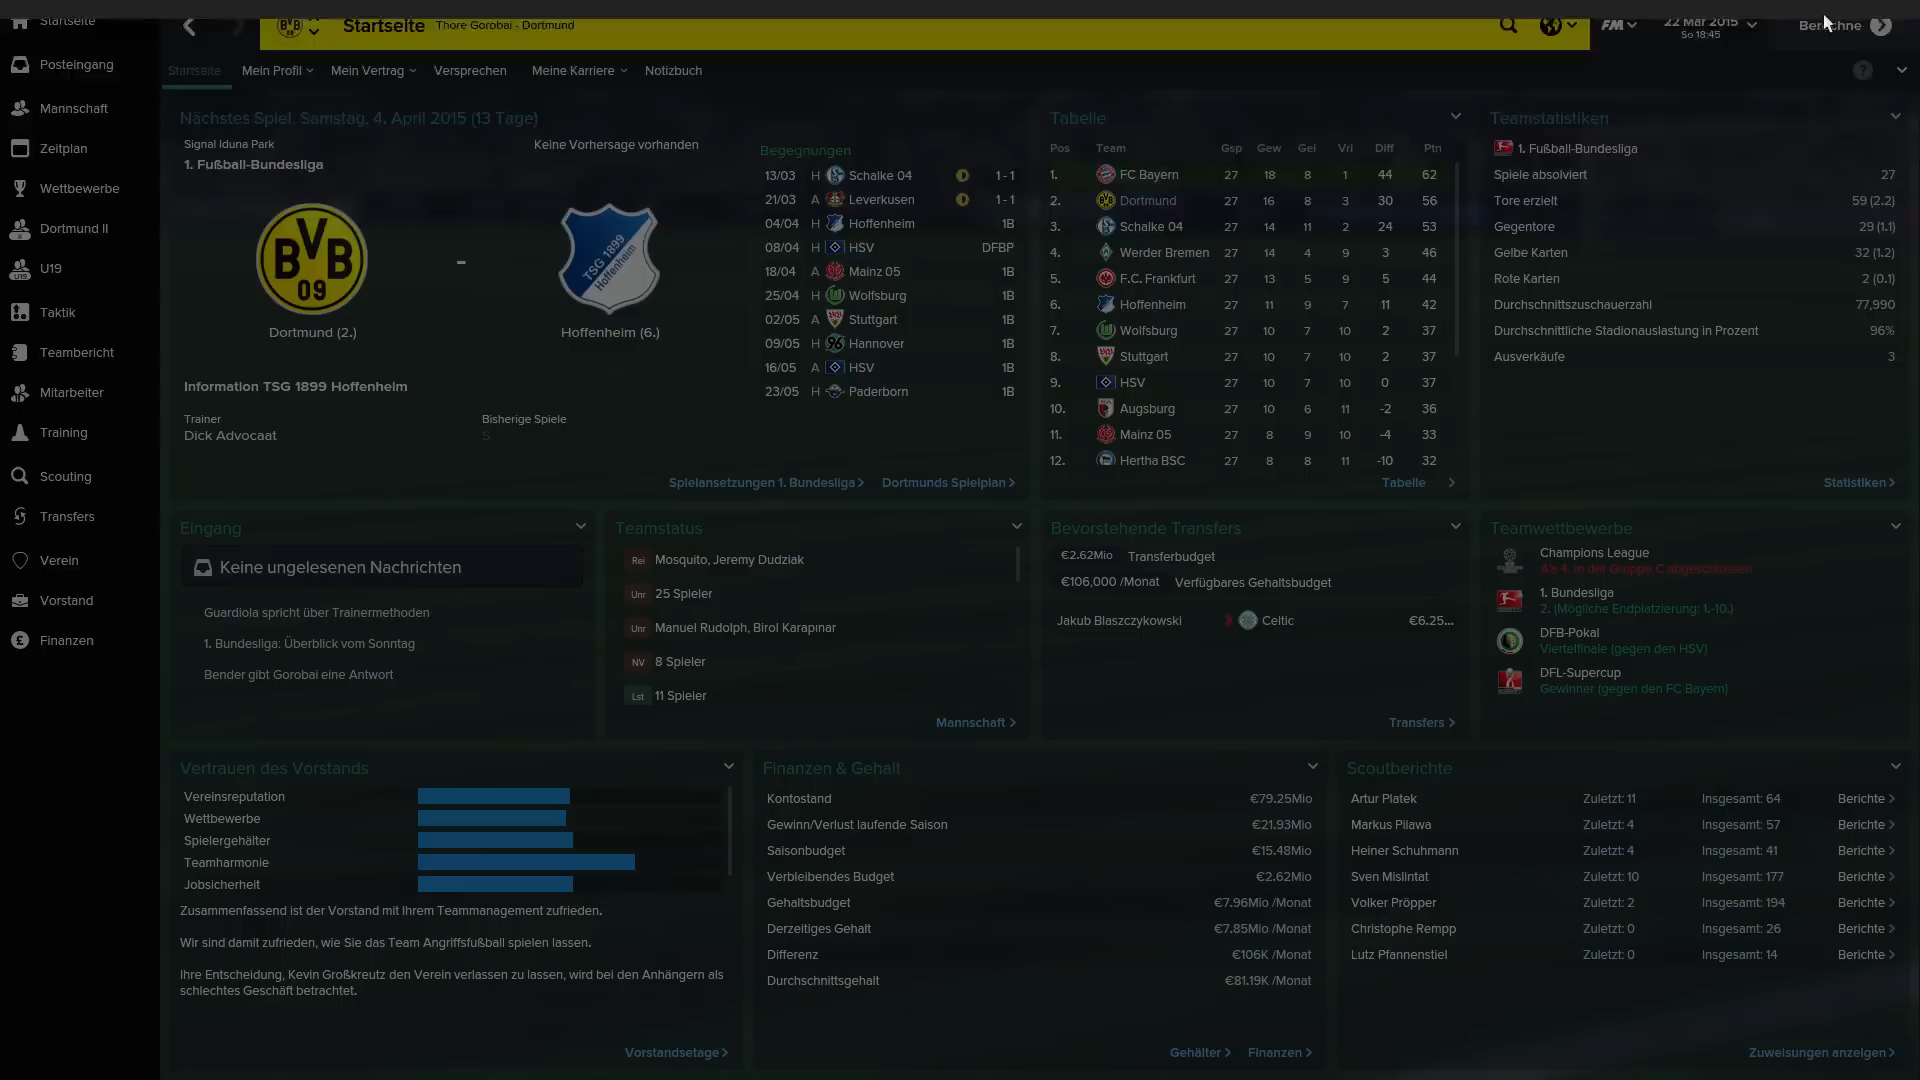 Startseite
Posteingang
Mannschaft
Zeitplan
Wettbewerbe
Dortmund II
U19
Taktik
Teambericht
Mitarbeiter
Training
Scouting
Transfers
Verein
Vorstand
Finanzen
Startseite Thore Gorobai - Dortmund
FM 22 Mar 2015
So 18:45
Berechne
Startseite Mein Profil Mein Vertrag Versprechen Meine Karriere Notizbuch
Nächstes Spiel. Samstag, 4. April 2015 (13 Tage)
Signal Iduna Park
Keine Vorhersage vorhanden
1. Fußball-Bundesliga
BVB
09
-
TSG 1899
Hoffenheim
Dortmund (2.)
Hoffenheim (6.)
Information TSG 1899 Hoffenheim
Trainer
Dick Advocaat
Bisherige Spiele
S
Begegnungen
13/03 H Schalke 04 1 - 1
21/03 A Leverkusen 1 - 1
04/04 H Hoffenheim 1B
08/04 H HSV DFBP
18/04 A Mainz 05 1B
25/04 H Wolfsburg 1B
02/05 A Stuttgart 1B
09/05 H Hannover 1B
16/05 A HSV 1B
23/05 H Paderborn 1B
Spielansetzungen 1. Bundesliga Dortmunds Spielplan
Tabelle
Pos Team Gsp Gew Gel Vri Diff Ptn
1. FC Bayern 27 18 8 1 44 62
2. Dortmund 27 16 8 3 30 56
3. Schalke 04 27 14 11 2 24 53
4. Werder Bremen 27 14 4 9 3 46
5. F.C. Frankfurt 27 13 5 9 5 44
6. Hoffenheim 27 11 9 7 11 42
7. Wolfsburg 27 10 7 10 2 37
8. Stuttgart 27 10 7 10 2 37
9. HSV 27 10 7 10 0 37
10. Augsburg 27 10 6 11 -2 36
11. Mainz 05 27 8 9 10 -4 33
12. Hertha BSC 27 8 8 11 -10 32
Tabelle
Teamstatistiken
1. Fußball-Bundesliga
Spiele absolviert 27
Tore erzielt 59 (2.2)
Gegentore 29 (1.1)
Gelbe Karten 32 (1.2)
Rote Karten 2 (0.1)
Durchschnittszuschauerzahl 77,990
Durchschnittliche Stadionauslastung in Prozent 96%
Ausverkäufe 3
Statistiken
Eingang
Keine ungelesenen Nachrichten
Guardiola spricht über Trainermethoden
1. Bundesliga: Überblick vom Sonntag
Bender gibt Gorobai eine Antwort
Teamstatus
Rei Mosquito, Jeremy Dudziak
Unr 25 Spieler
Unr Manuel Rudolph, Birol Karapınar
NV 8 Spieler
Lst 11 Spieler
Mannschaft
Bevorstehende Transfers
€2.62Mio Transferbudget
€106,000 /Monat Verfügbares Gehaltsbudget
Jakub Blaszczykowski Celtic €6.25...
Transfers
Teamwettbewerbe
Champions League
Als 4. in der Gruppe C abgeschlossen
1. Bundesliga
2. (Mögliche Endplatzierung: 1.-10.)
DFB-Pokal
Viertelfinale (gegen den HSV)
DFL-Supercup
Gewinner (gegen den FC Bayern)
Vertrauen des Vorstands
Vereinsreputation
Wettbewerbe
Spielergehälter
Teamharmonie
Jobsicherheit
Zusammenfassend ist der Vorstand mit Ihrem Teammanagement zufrieden.
Wir sind damit zufrieden, wie Sie das Team Angriffsfußball spielen lassen.
Ihre Entscheidung, Kevin Großkreutz den Verein verlassen zu lassen, wird bei den Anhängern als
schlechtes Geschäft betrachtet.
Vorstandsetage
Finanzen & Gehalt
Kontostand €79.25Mio
Gewinn/Verlust laufende Saison €21.93Mio
Saisonbudget €15.48Mio
Verbleibendes Budget €2.62Mio
Gehaltsbudget €7.96Mio /Monat
Derzeitiges Gehalt €7.85Mio /Monat
Differenz €106K /Monat
Durchschnittsgehalt €81.19K /Monat
Gehälter Finanzen
Scoutberichte
Artur Platek Zuletzt: 11 Insgesamt: 64 Berichte
Markus Pilawa Zuletzt: 4 Insgesamt: 57 Berichte
Heiner Schuhmann Zuletzt: 4 Insgesamt: 41 Berichte
Sven Mislintat Zuletzt: 10 Insgesamt: 177 Berichte
Volker Pröpper Zuletzt: 2 Insgesamt: 194 Berichte
Christophe Rempp Zuletzt: 0 Insgesamt: 26 Berichte
Lutz Pfannenstiel Zuletzt: 0 Insgesamt: 14 Berichte
Zuweisungen anzeigen